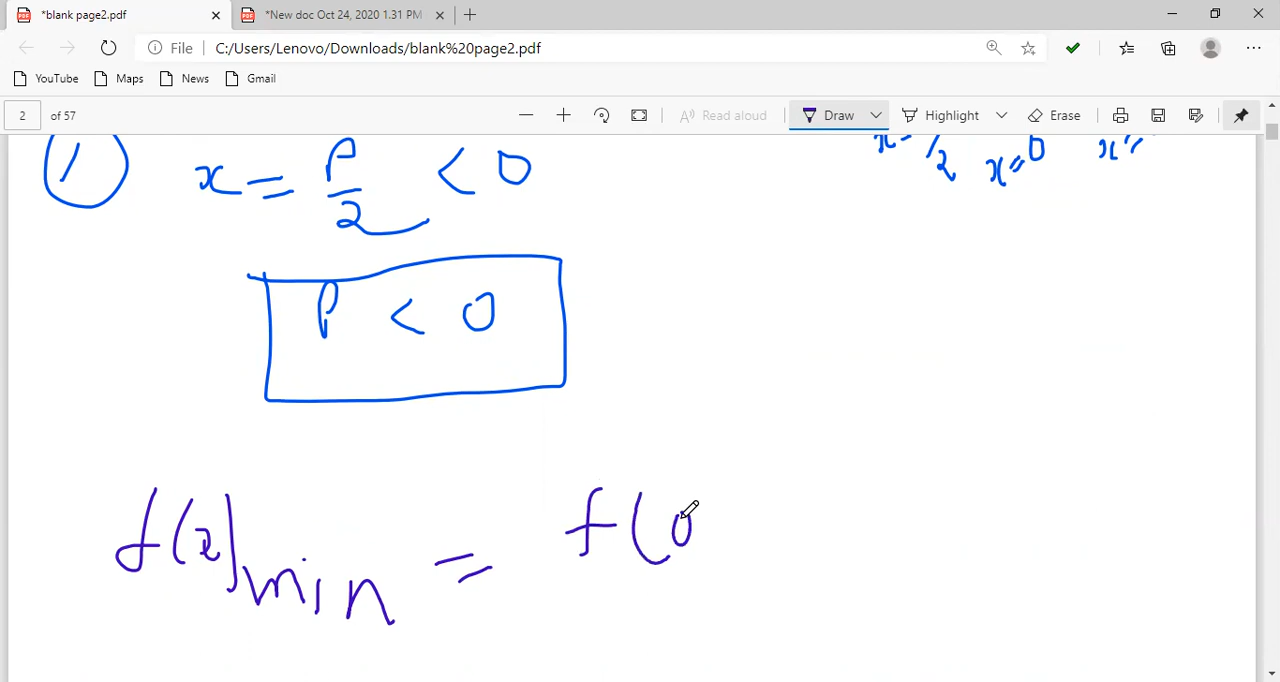 *blank page2.pdf
*New doc Oct 24, 2020 1.31 PM
File C:/Users/Lenovo/Downloads/blank%20page2.pdf
YouTube Maps News Gmail
2 of 57 Read aloud Draw Highlight Erase
1 x = P/2 < 0
x=0
P < 0
f(x)min = f(0